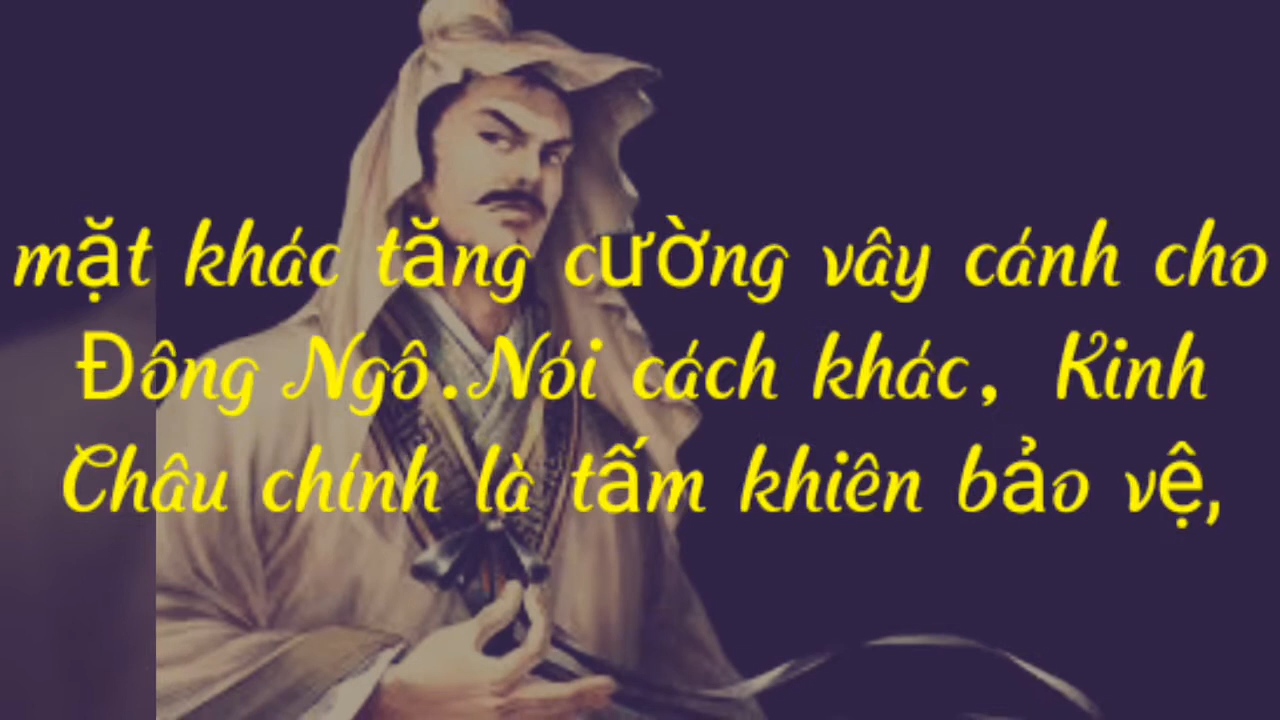 mặt khác tăng cường vây cánh cho
Đông Ngô.Nói cách khác, Kinh
Châu chính là tấm khiên bảo vệ,